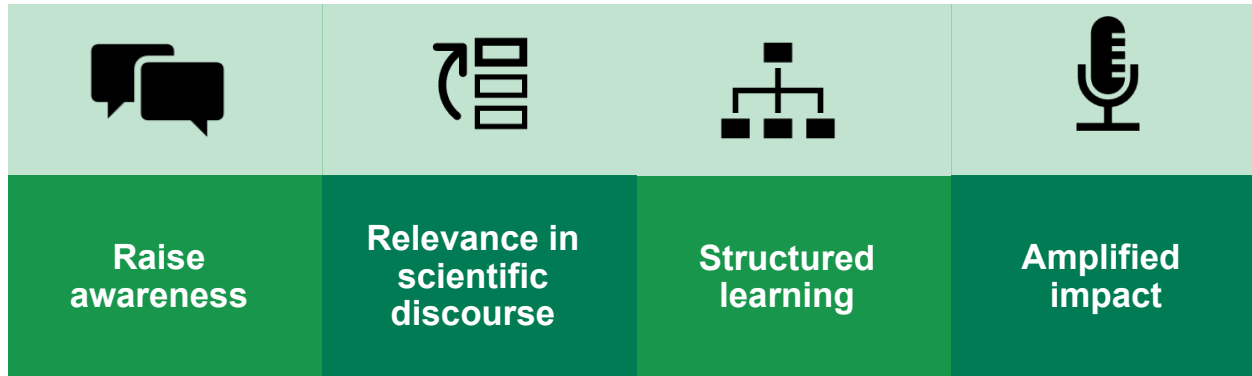 Raise
awareness
Relevance in
scientific
discourse
Structured
learning
Amplified
impact